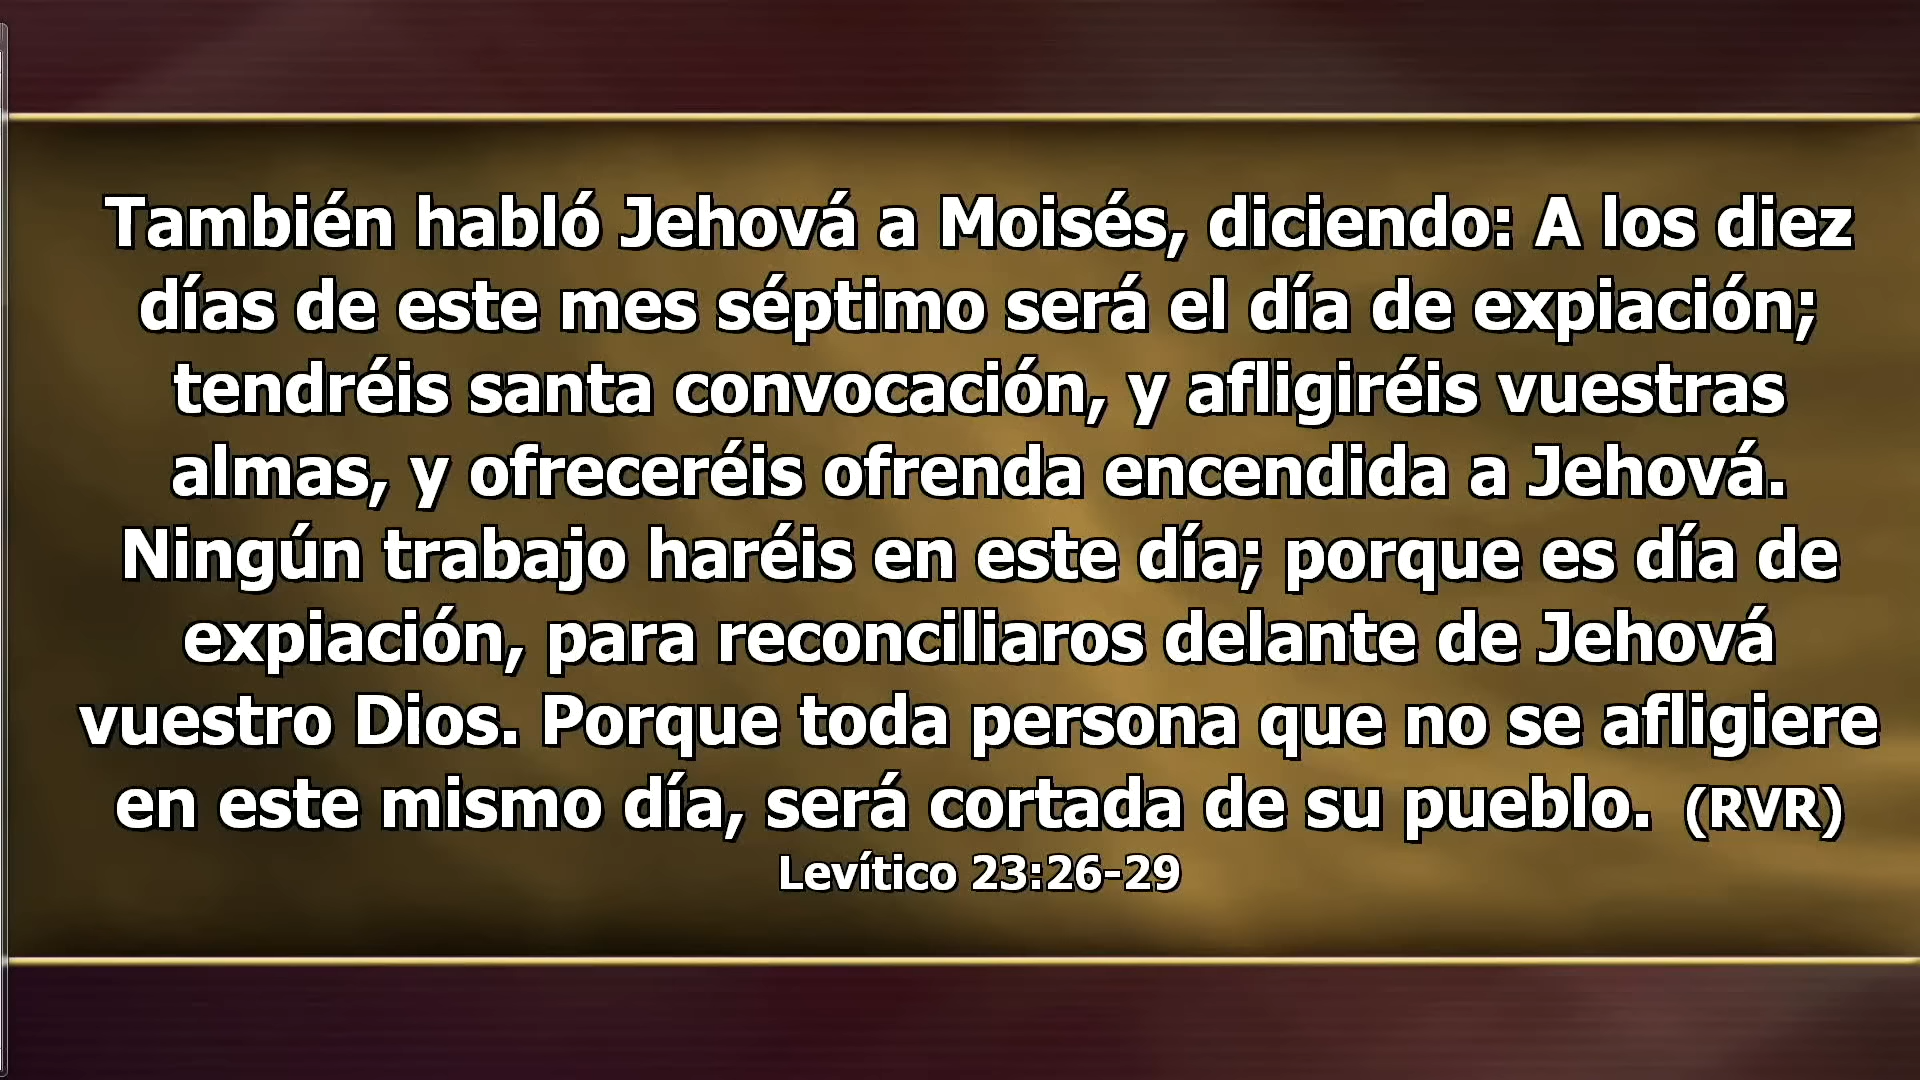 También habló Jehová a Moisés, diciendo: A los diez
días de este mes séptimo será el día de expiación;
tendréis santa convocación, y afligiréis vuestras
almas, y ofreceréis ofrenda encendida a Jehová.
Ningún trabajo haréis en este día; porque es día de
expiación, para reconciliaros delante de Jehová
vuestro Dios. Porque toda persona que no se afligiere
en este mismo día, será cortada de su pueblo. (RVR)
Levítico 23:26-29